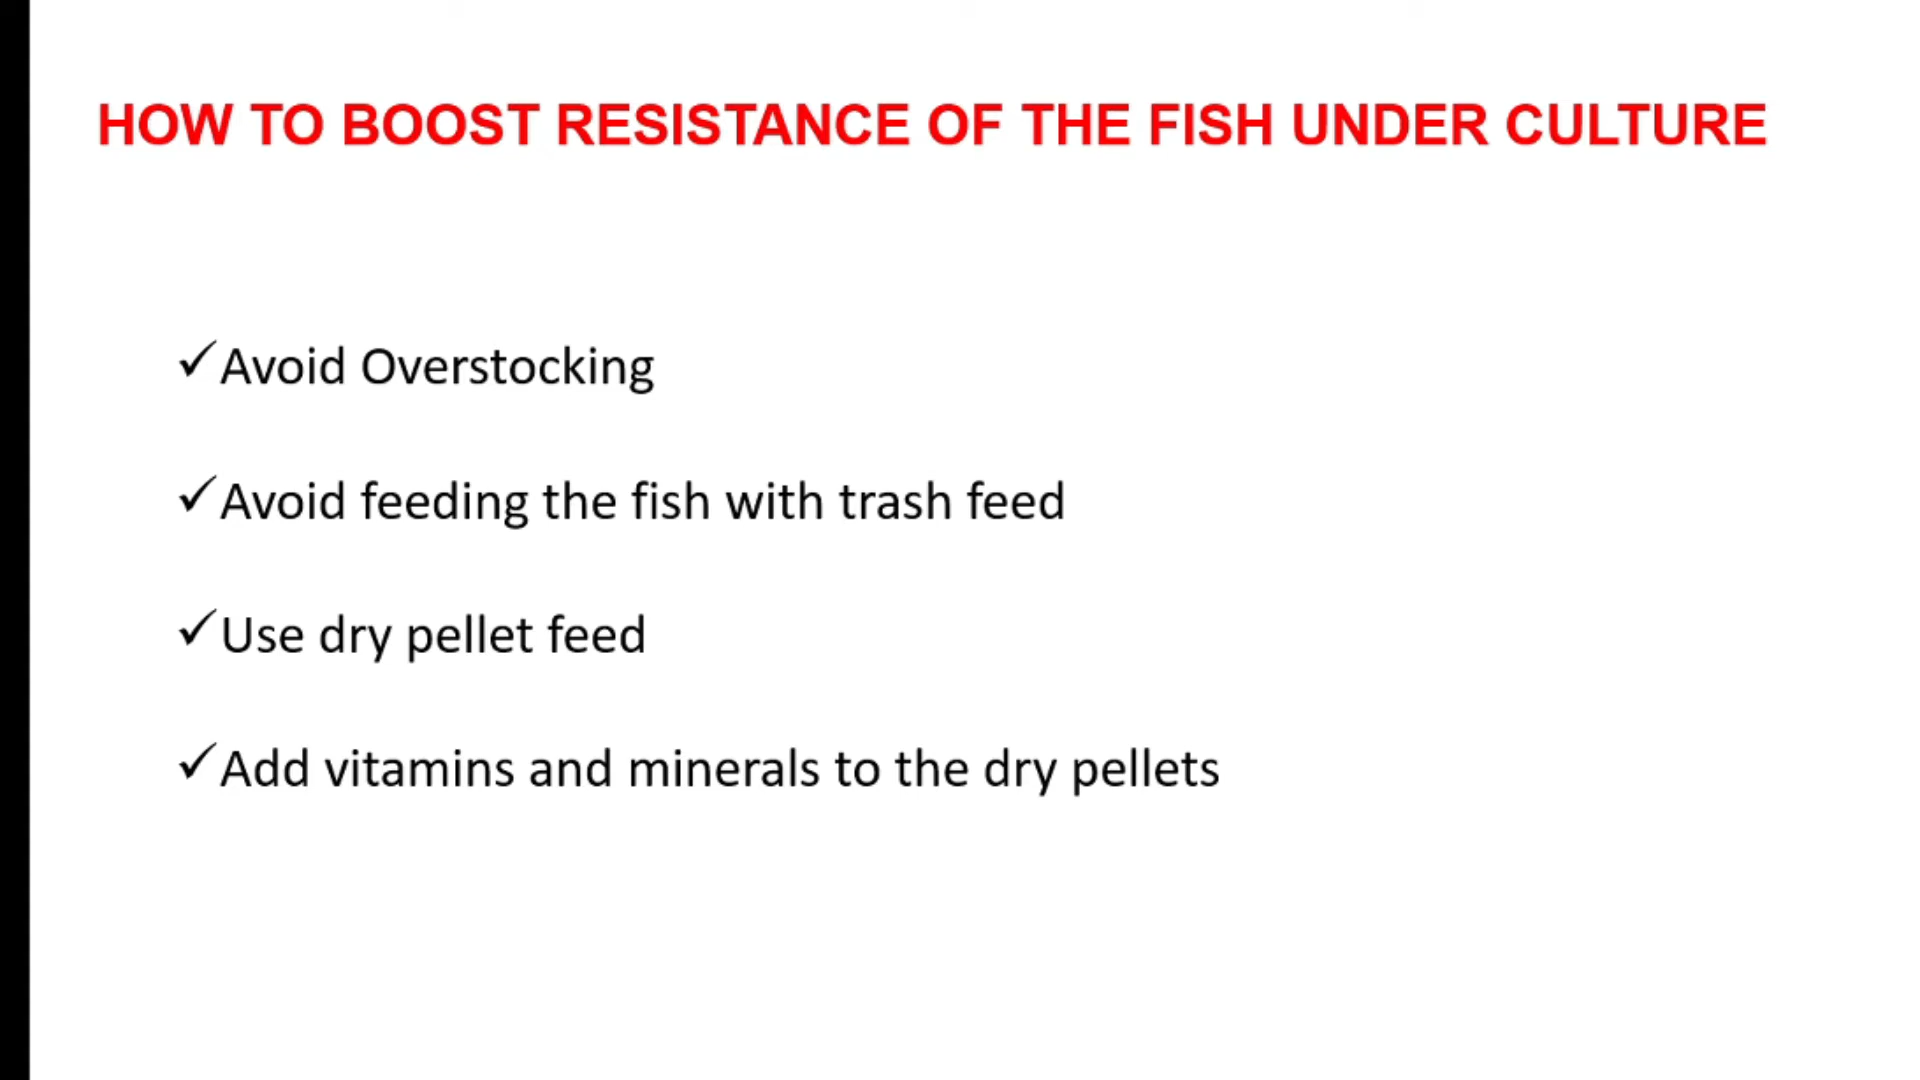 HOW TO BOOST RESISTANCE OF THE FISH UNDER CULTURE
✓Avoid Overstocking
✓Avoid feeding the fish with trash feed
✓Use dry pellet feed
✓Add vitamins and minerals to the dry pellets